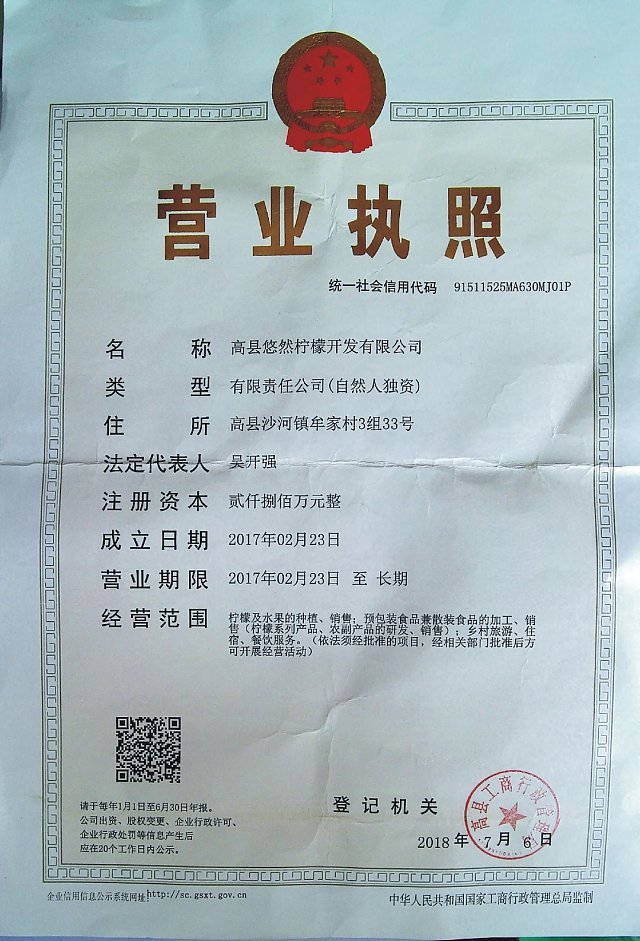 营业执照
统一社会信用代码 91511525MA630MJ01P
名称 高县悠然柠檬开发有限公司
类型 有限责任公司(自然人独资)
住所 高县沙河镇牟家村3组33号
法定代表人 吴开强
注册资本 贰仟捌佰万元整
成立日期 2017年02月23日
营业期限 2017年02月23日 至 长期
经营范围 柠檬及水果的种植、销售；预包装食品兼散装食品的加工、销
售（柠檬系列产品、农副产品的研发、销售）；乡村旅游、住
宿、餐饮服务。（依法须经批准的项目，经相关部门批准后方
可开展经营活动）
请于每年1月1日至6月30日年报。
公司出资、股权变更、企业行政许可、
企业行政处罚等信息产生后
应在20个工作日内公示。
登记机关
高县工商行政管理局
2018年7月6日
企业信用信息公示系统网址:http://sc.gsxt.gov.cn
中华人民共和国国家工商行政管理总局监制